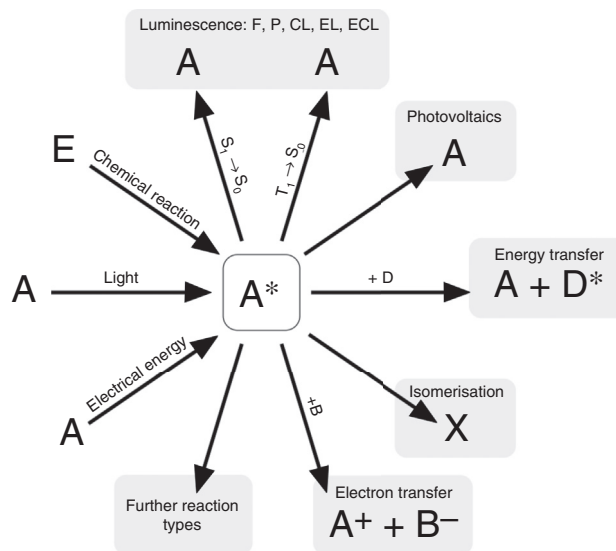 Luminescence: F, P, CL, EL, ECL
A A
S₁ → S₀
T₁ → S₀
Photovoltaics
A
E
Chemical reaction
Energy transfer
A + D*
+ D
A
Light
A*
A
Electrical energy
Isomerisation
X
+B
Further reaction
types
Electron transfer
A⁺ + B⁻